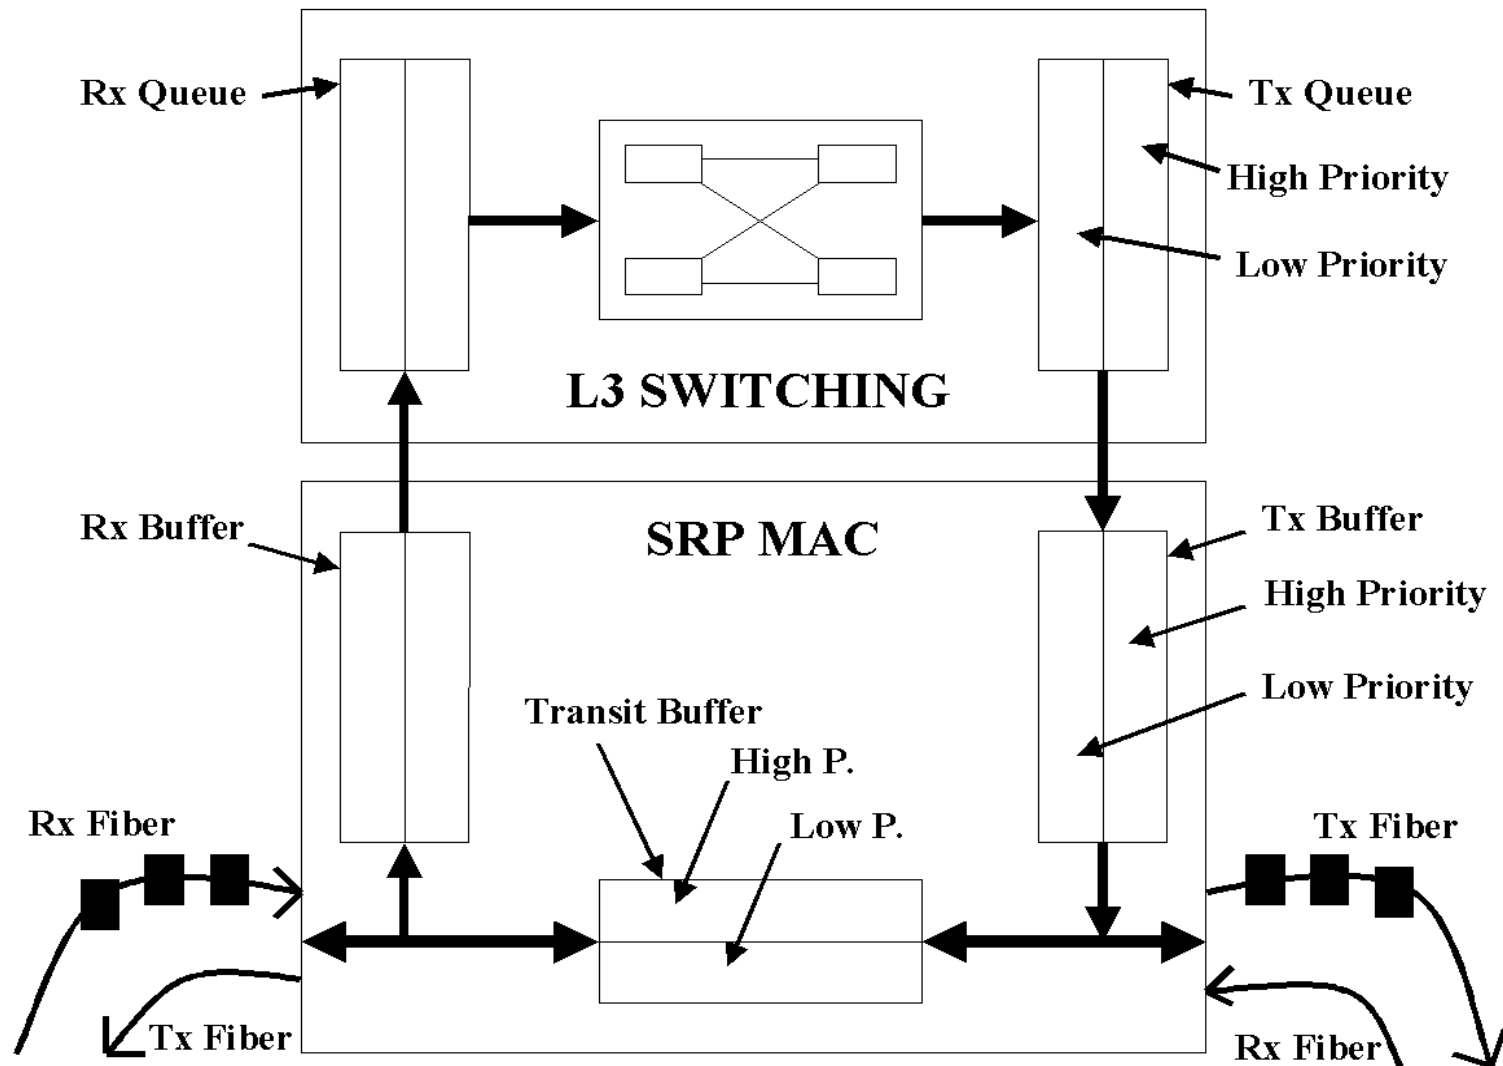 Rx Queue
Tx Queue
High Priority
Low Priority
L3 SWITCHING
Rx Buffer
SRP MAC
Tx Buffer
High Priority
Low Priority
Transit Buffer
High P.
Low P.
Rx Fiber
Tx Fiber
Tx Fiber
Rx Fiber